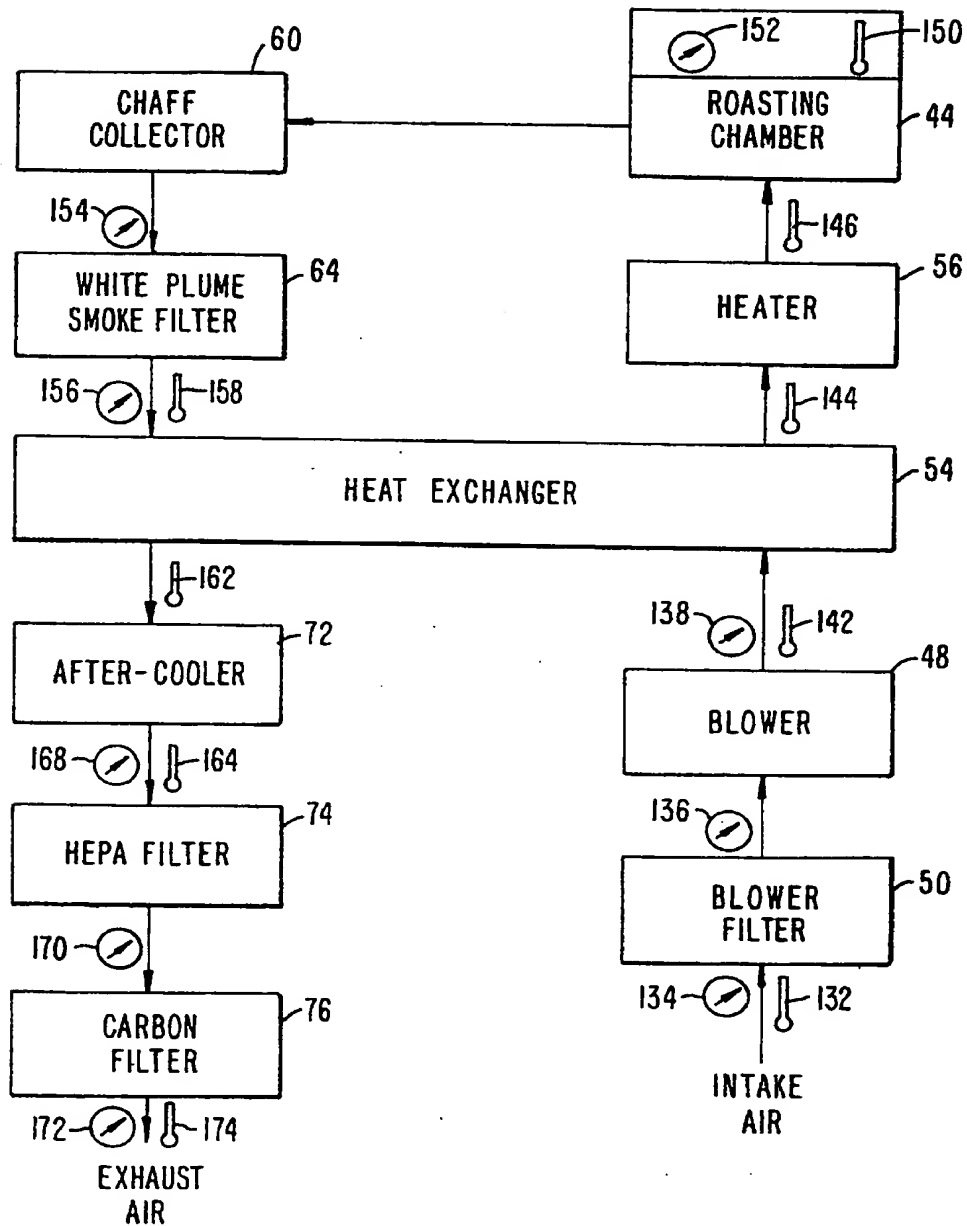 60
152
150
CHAFF
COLLECTOR
ROASTING
CHAMBER
44
154
146
WHITE PLUME
SMOKE FILTER
64
HEATER
56
156
158
144
HEAT EXCHANGER
54
162
138
142
AFTER-COOLER
72
BLOWER
48
168
164
136
HEPA FILTER
74
BLOWER
FILTER
50
170
134
132
CARBON
FILTER
76
INTAKE
AIR
172
174
EXHAUST
AIR